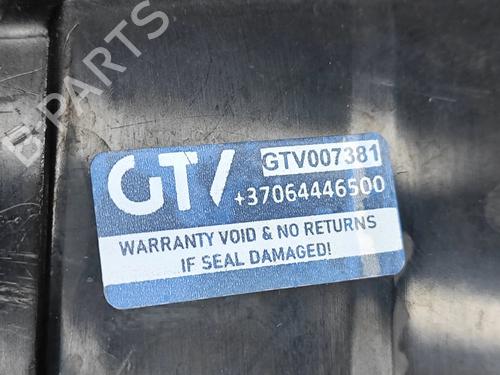 B-PARTS
GTV GTV007381
+37064446500
WARRANTY VOID & NO RETURNS
IF SEAL DAMAGED!